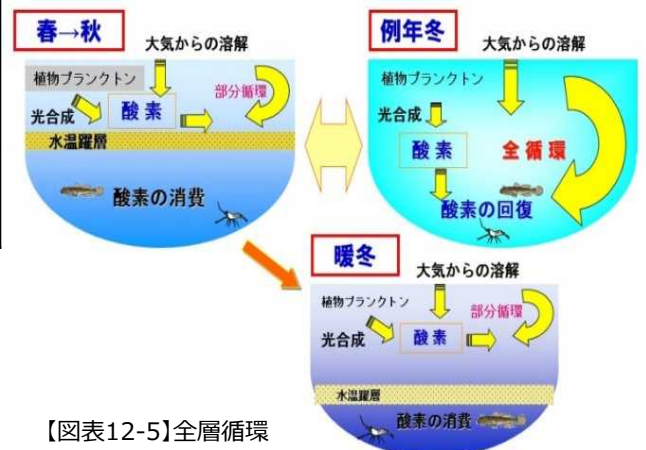 春→秋
大気からの溶解
植物プランクトン
部分循環
光合成
酸素
水温躍層
酸素の消費
例年冬
大気からの溶解
植物プランクトン
光合成
酸素
全循環
酸素の回復
暖冬
大気からの溶解
植物プランクトン
部分循環
光合成
酸素
水温躍層
酸素の消費
【図表12-5】全層循環